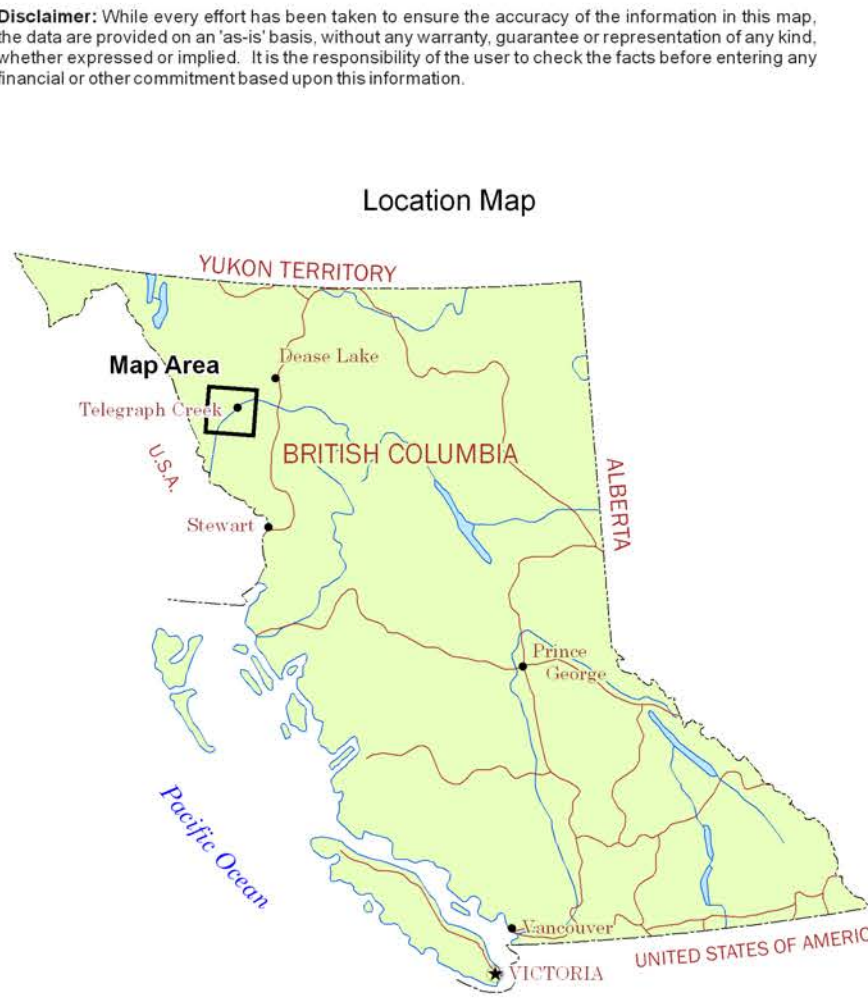 Disclaimer: While every effort has been taken to ensure the accuracy of the information in this map,
the data are provided on an 'as-is' basis, without any warranty, guarantee or representation of any kind,
whether expressed or implied. It is the responsibility of the user to check the facts before entering any
financial or other commitment based upon this information.
Location Map
YUKON TERRITORY
Dease Lake
Map Area
Telegraph Creek
U.S.A.
BRITISH COLUMBIA
ALBERTA
Stewart
Prince
George
Pacific Ocean
Vancouver
UNITED STATES OF AMERIC
VICTORIA